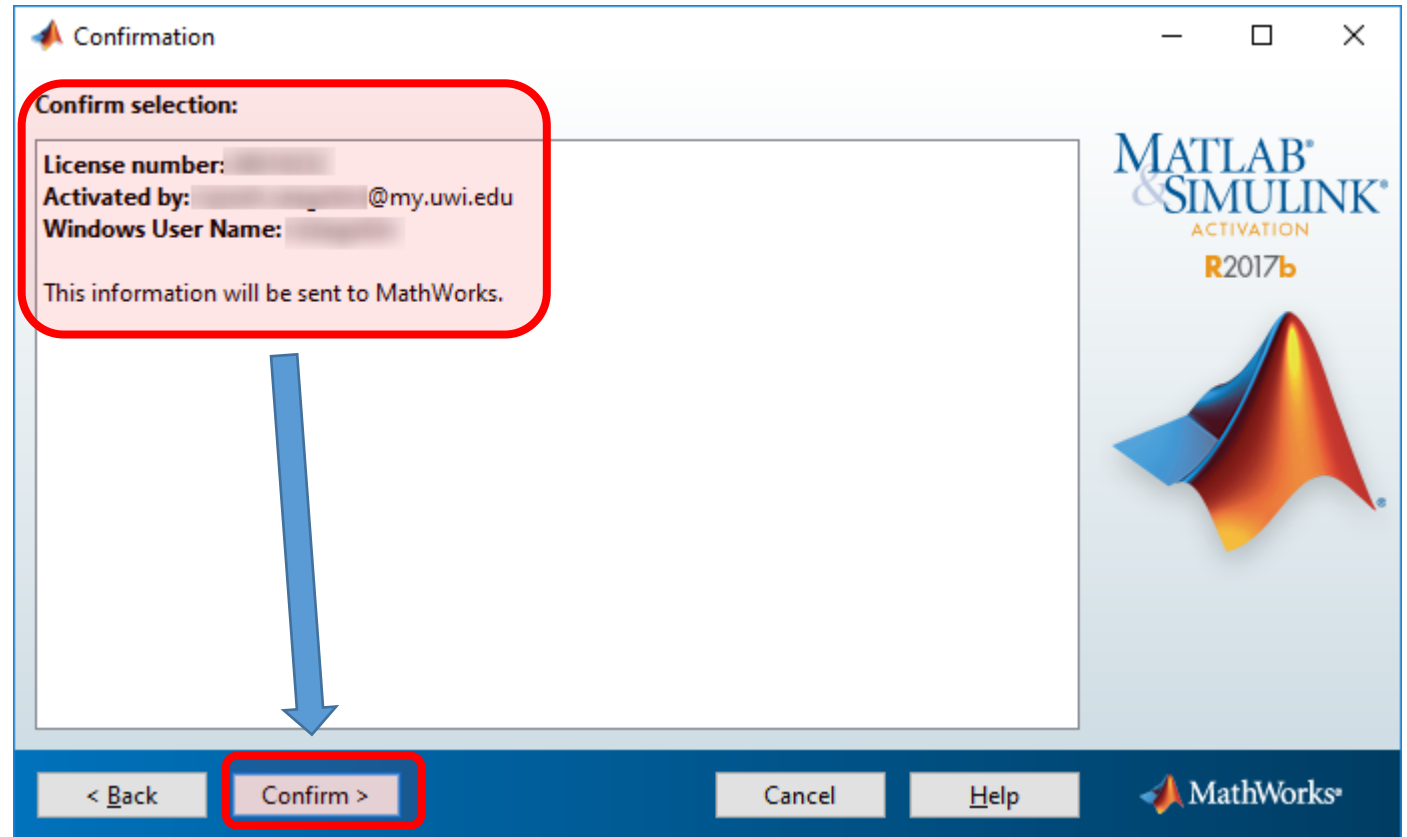 Confirmation
Confirm selection:
License number:
Activated by: @my.uwi.edu
Windows User Name:
This information will be sent to MathWorks.
MATLAB®
&SIMULINK®
ACTIVATION
R2017b
< Back
Confirm >
Cancel
Help
MathWorks®